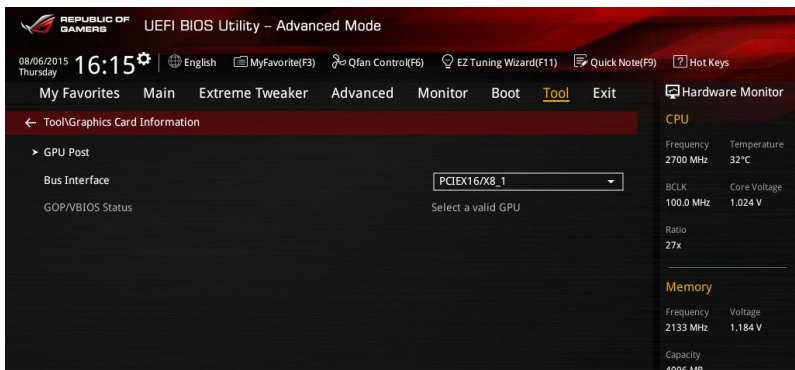 REPUBLIC OF
GAMERS
UEFI BIOS Utility – Advanced Mode
08/06/2015
Thursday
16:15
English
MyFavorite(F3)
Qfan Control(F6)
EZ Tuning Wizard(F11)
Quick Note(F9)
? Hot Keys
My Favorites Main Extreme Tweaker Advanced Monitor Boot Tool Exit
Hardware Monitor
← Tool\Graphics Card Information
> GPU Post
Bus Interface PCIEX16/X8_1
GOP/VBIOS Status Select a valid GPU
CPU
Frequency Temperature
2700 MHz 32°C
BCLK Core Voltage
100.0 MHz 1.024 V
Ratio
27x
Memory
Frequency Voltage
2133 MHz 1.184 V
Capacity
4096 MB